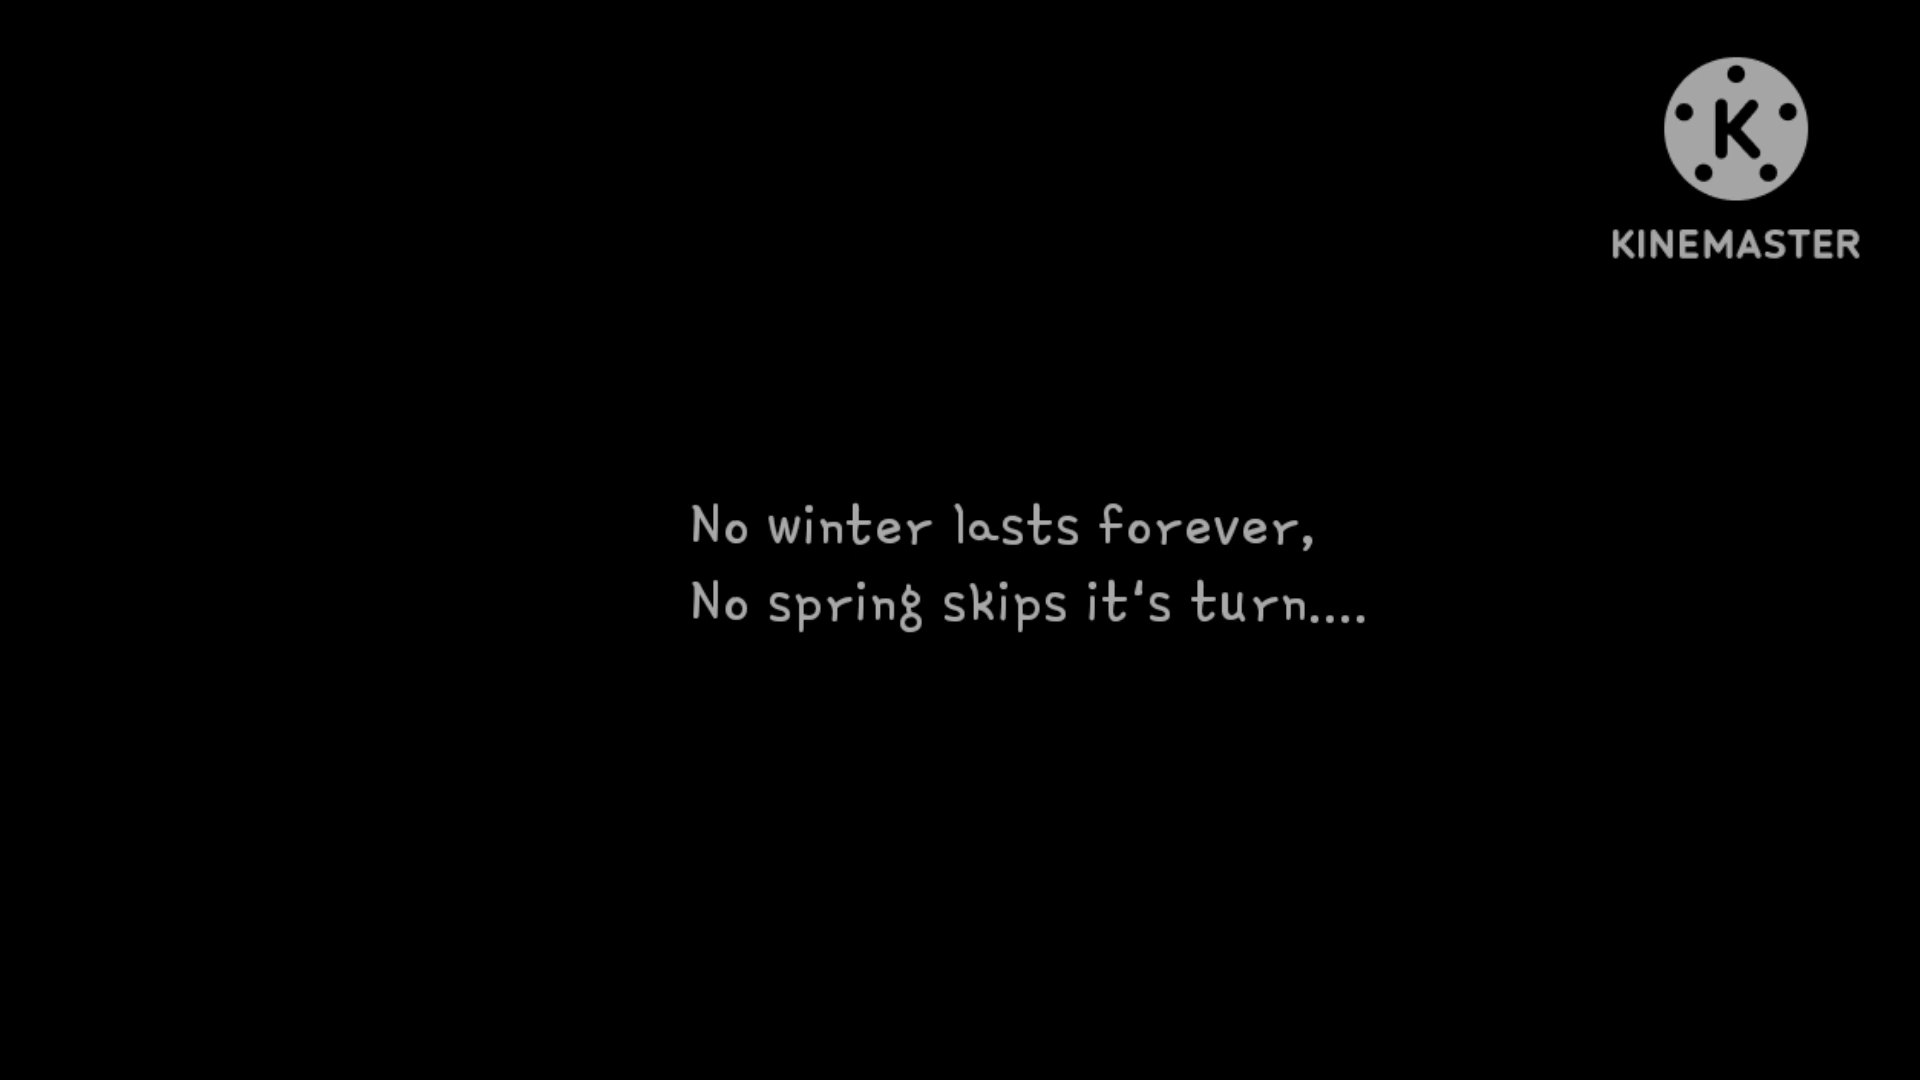 K
KINEMASTER
No winter lasts forever,
No spring skips it's turn....